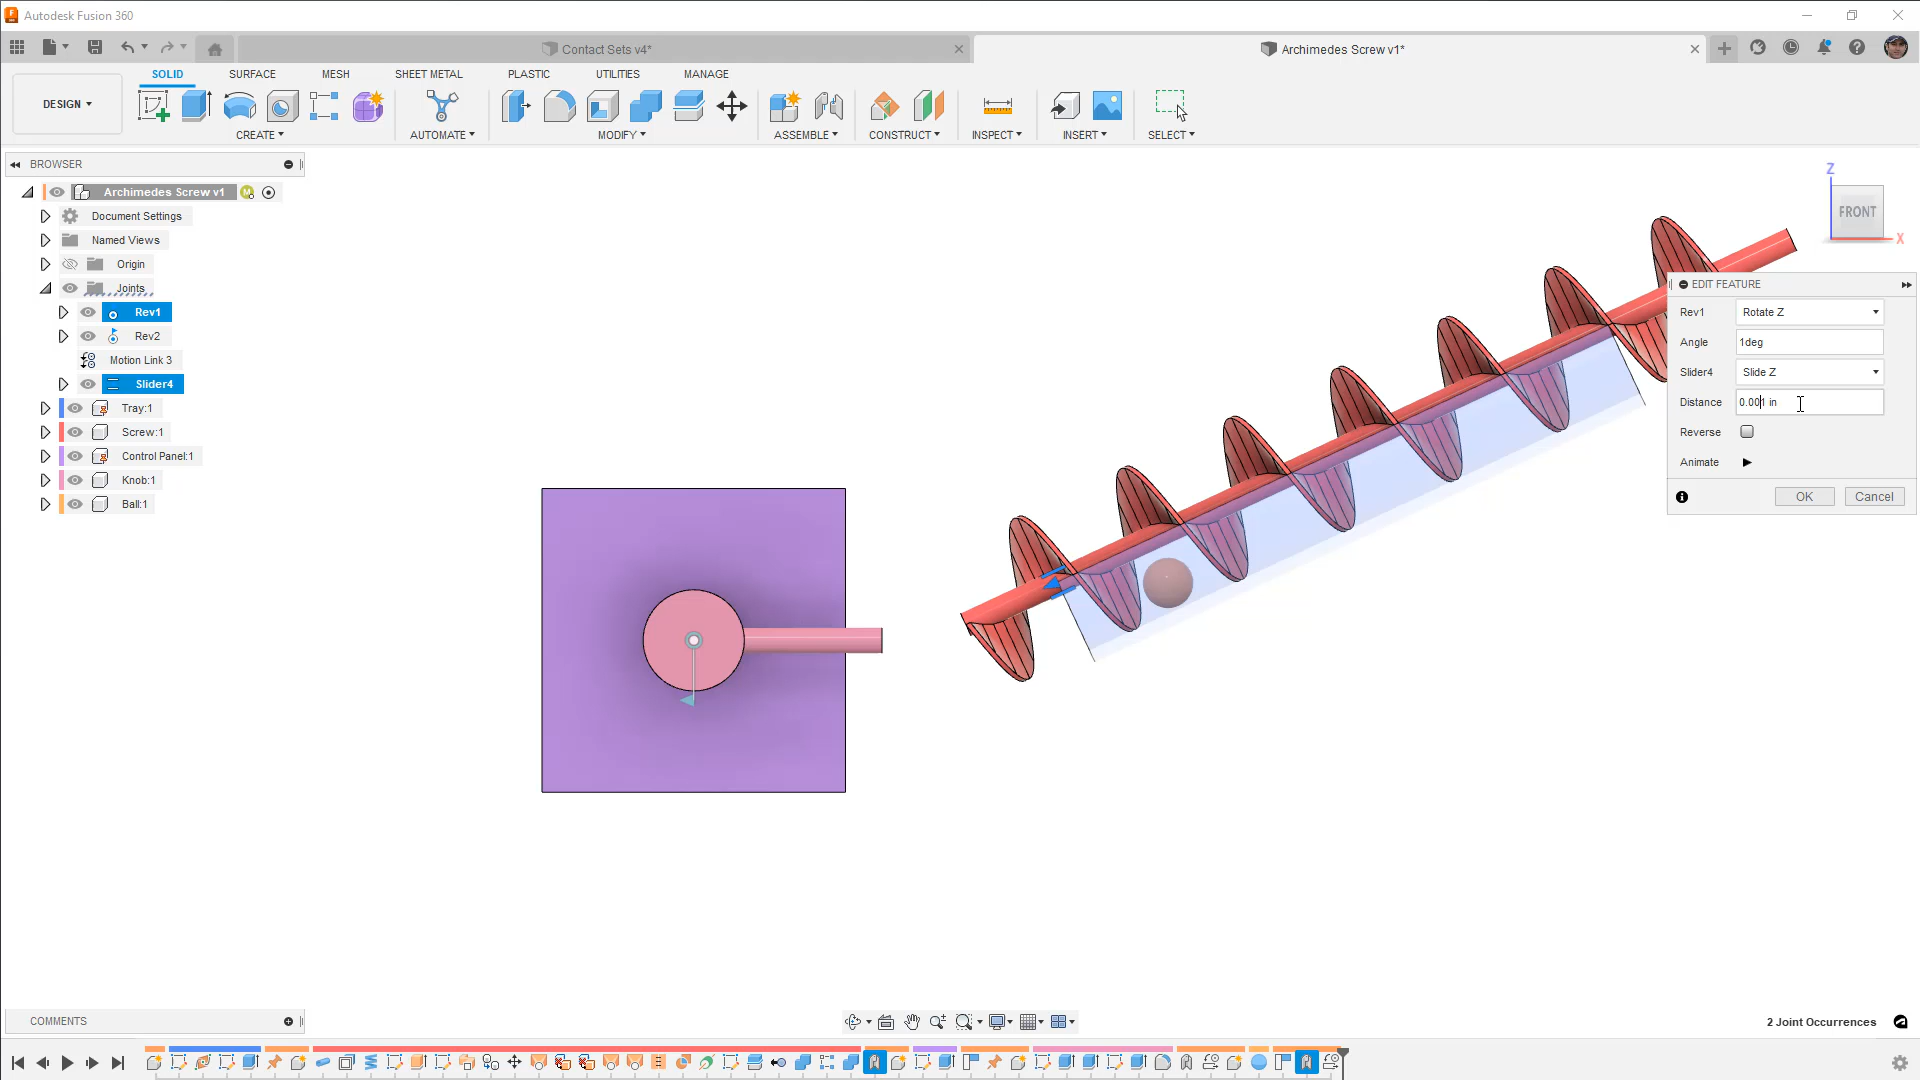 Autodesk Fusion 360
Contact Sets v4*
Archimedes Screw v1*
SOLID SURFACE MESH SHEET METAL PLASTIC UTILITIES MANAGE
DESIGN
CREATE AUTOMATE MODIFY ASSEMBLE CONSTRUCT INSPECT INSERT SELECT
BROWSER
Archimedes Screw v1
Document Settings
Named Views
Origin
Joints
Rev1
Rev2
Motion Link 3
Slider4
Tray:1
Screw:1
Control Panel:1
Knob:1
Ball:1
Z
FRONT
X
EDIT FEATURE
Rev1 Rotate Z
Angle 1deg
Slider4 Slide Z
Distance 0.001 in
Reverse
Animate
OK Cancel
COMMENTS
2 Joint Occurrences